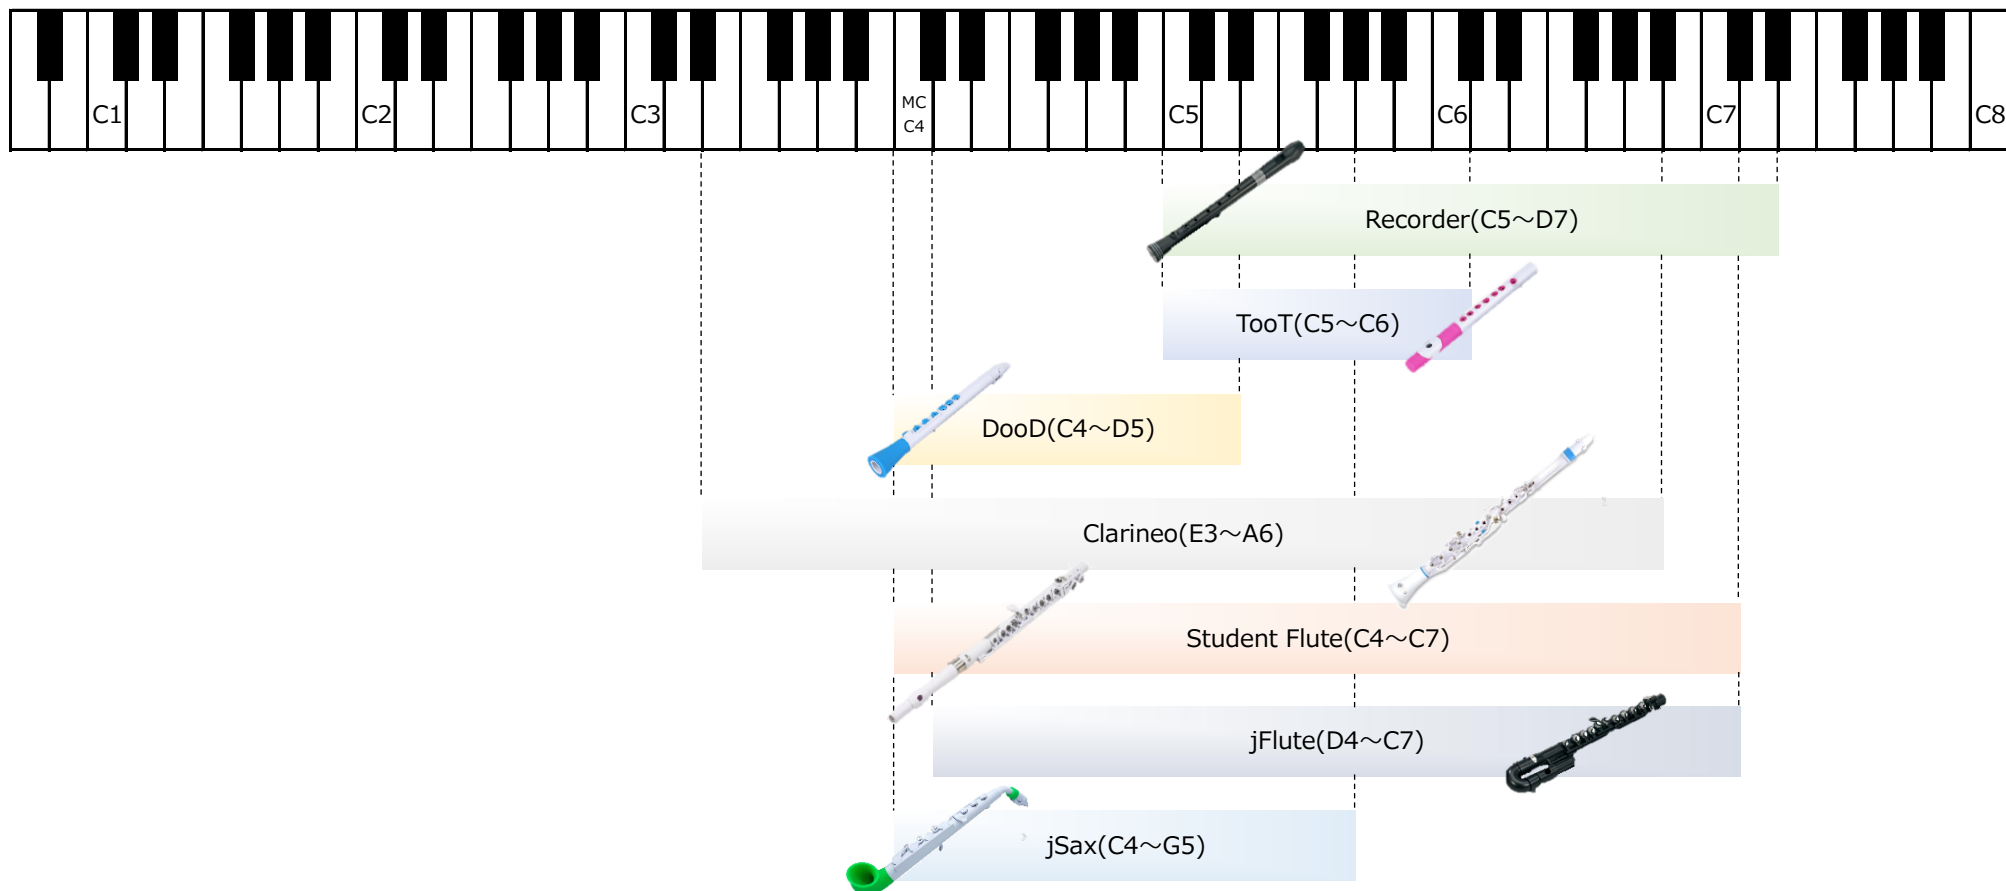 C1
C2
C3
MC
C4
C5
C6
C7
C8
Recorder(C5～D7)
TooT(C5～C6)
DooD(C4～D5)
Clarineo(E3～A6)
Student Flute(C4～C7)
jFlute(D4～C7)
jSax(C4～G5)